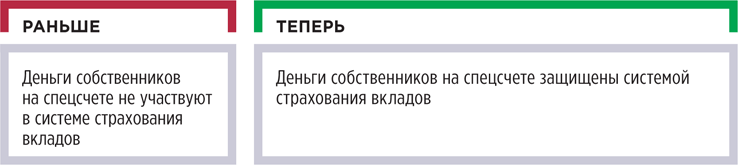 РАНЬШЕ
Деньги собственников
на спецсчете не участвуют
в системе страхования
вкладов
ТЕПЕРЬ
Деньги собственников на спецсчете защищены системой
страхования вкладов